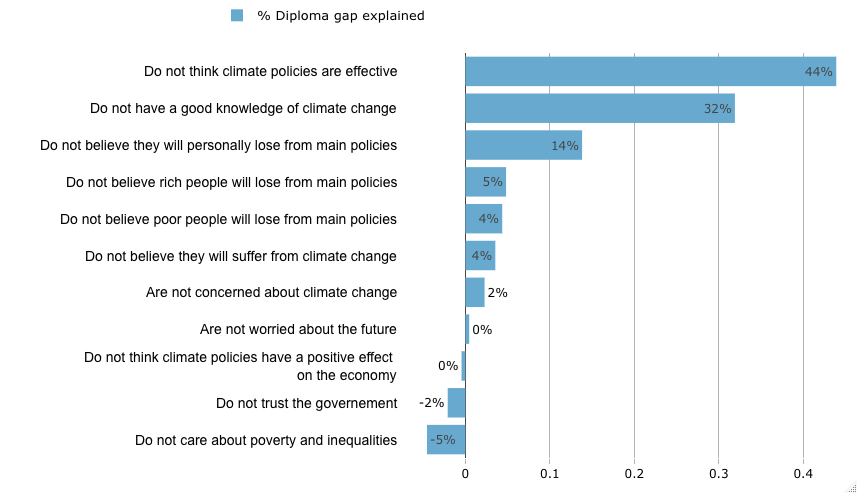 % Diploma gap explained
Do not think climate policies are effective
44%
Do not have a good knowledge of climate change
32%
Do not believe they will personally lose from main policies
14%
Do not believe rich people will lose from main policies
5%
Do not believe poor people will lose from main policies
4%
Do not believe they will suffer from climate change
4%
Are not concerned about climate change
2%
Are not worried about the future
0%
Do not think climate policies have a positive effect
on the economy
0%
Do not trust the governement
-2%
Do not care about poverty and inequalities
-5%
0 0.1 0.2 0.3 0.4